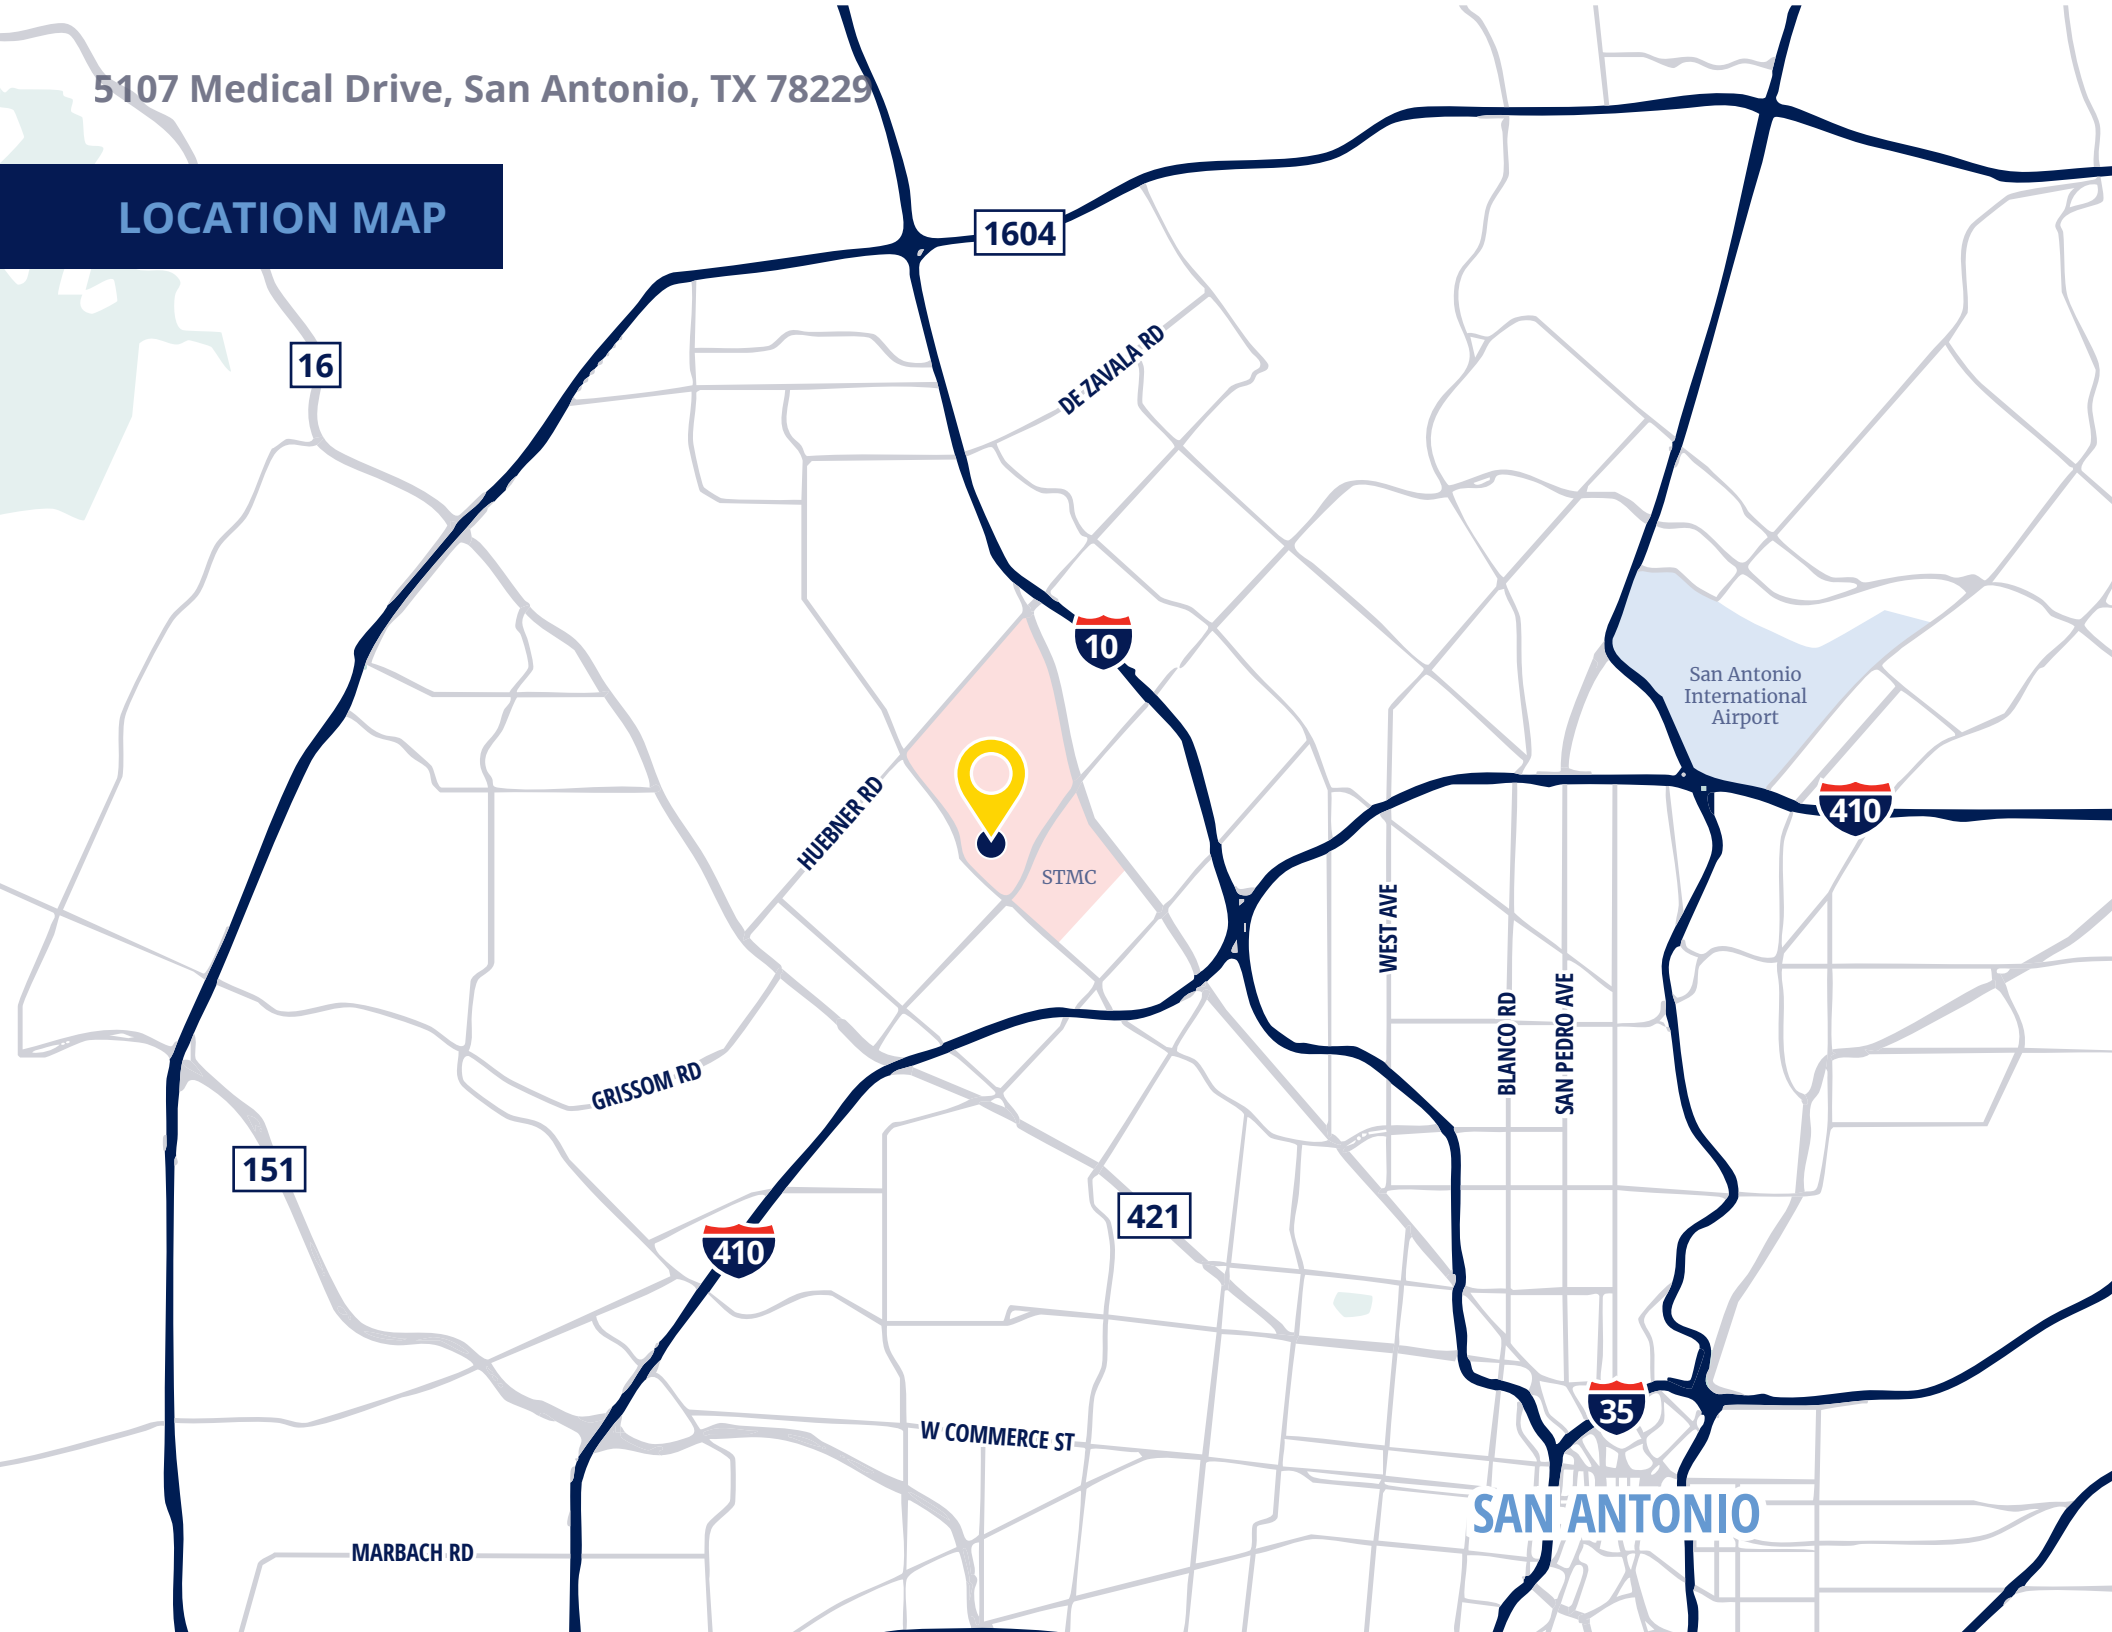 5107 Medical Drive, San Antonio, TX 78229
LOCATION MAP
1604
16
DE ZAVALA RD
10
San Antonio
International
Airport
HUEBNER RD
410
STMC
WEST AVE
BLANCO RD
SAN PEDRO AVE
GRISSOM RD
151
421
410
35
W COMMERCE ST
SAN ANTONIO
MARBACH RD